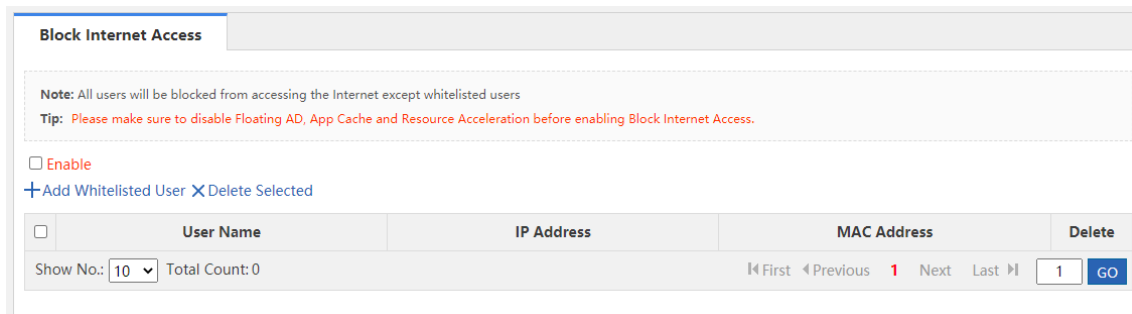 Block Internet Access
Note: All users will be blocked from accessing the Internet except whitelisted users
Tip: Please make sure to disable Floating AD, App Cache and Resource Acceleration before enabling Block Internet Access.
Enable
Add Whitelisted User Delete Selected
User Name IP Address MAC Address Delete
Show No.: 10 Total Count: 0 First Previous 1 Next Last 1 GO